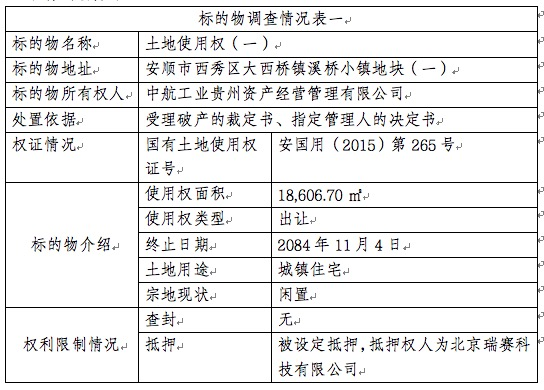 标的物调查情况表一
标的物名称 土地使用权（一）
标的物地址 安顺市西秀区大西桥镇溪桥小镇地块（一）
标的物所有权人 中航工业贵州资产经营管理有限公司
处置依据 受理破产的裁定书、指定管理人的决定书
权证情况 国有土地使用权 安国用（2015）第 265 号
证号
使用权面积 18,606.70 ㎡
使用权类型 出让
标的物介绍 终止日期 2084 年 11 月 4 日
土地用途 城镇住宅
宗地现状 闲置
查封 无
权利限制情况 抵押 被设定抵押，抵押权人为北京瑞赛科
技有限公司